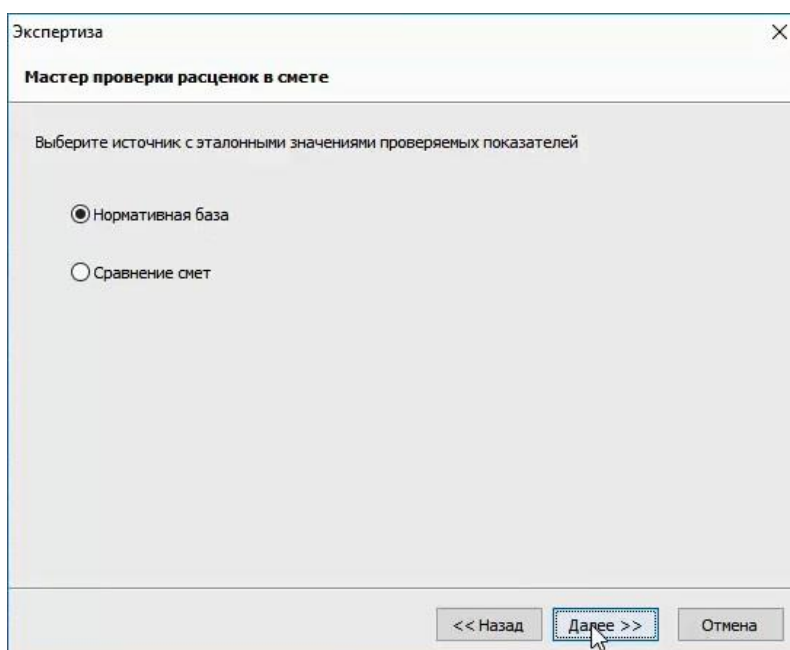 Экспертиза
Мастер проверки расценок в смете
Выберите источник с эталонными значениями проверяемых показателей
Нормативная база
Сравнение смет
<< Назад
Далее >>
Отмена